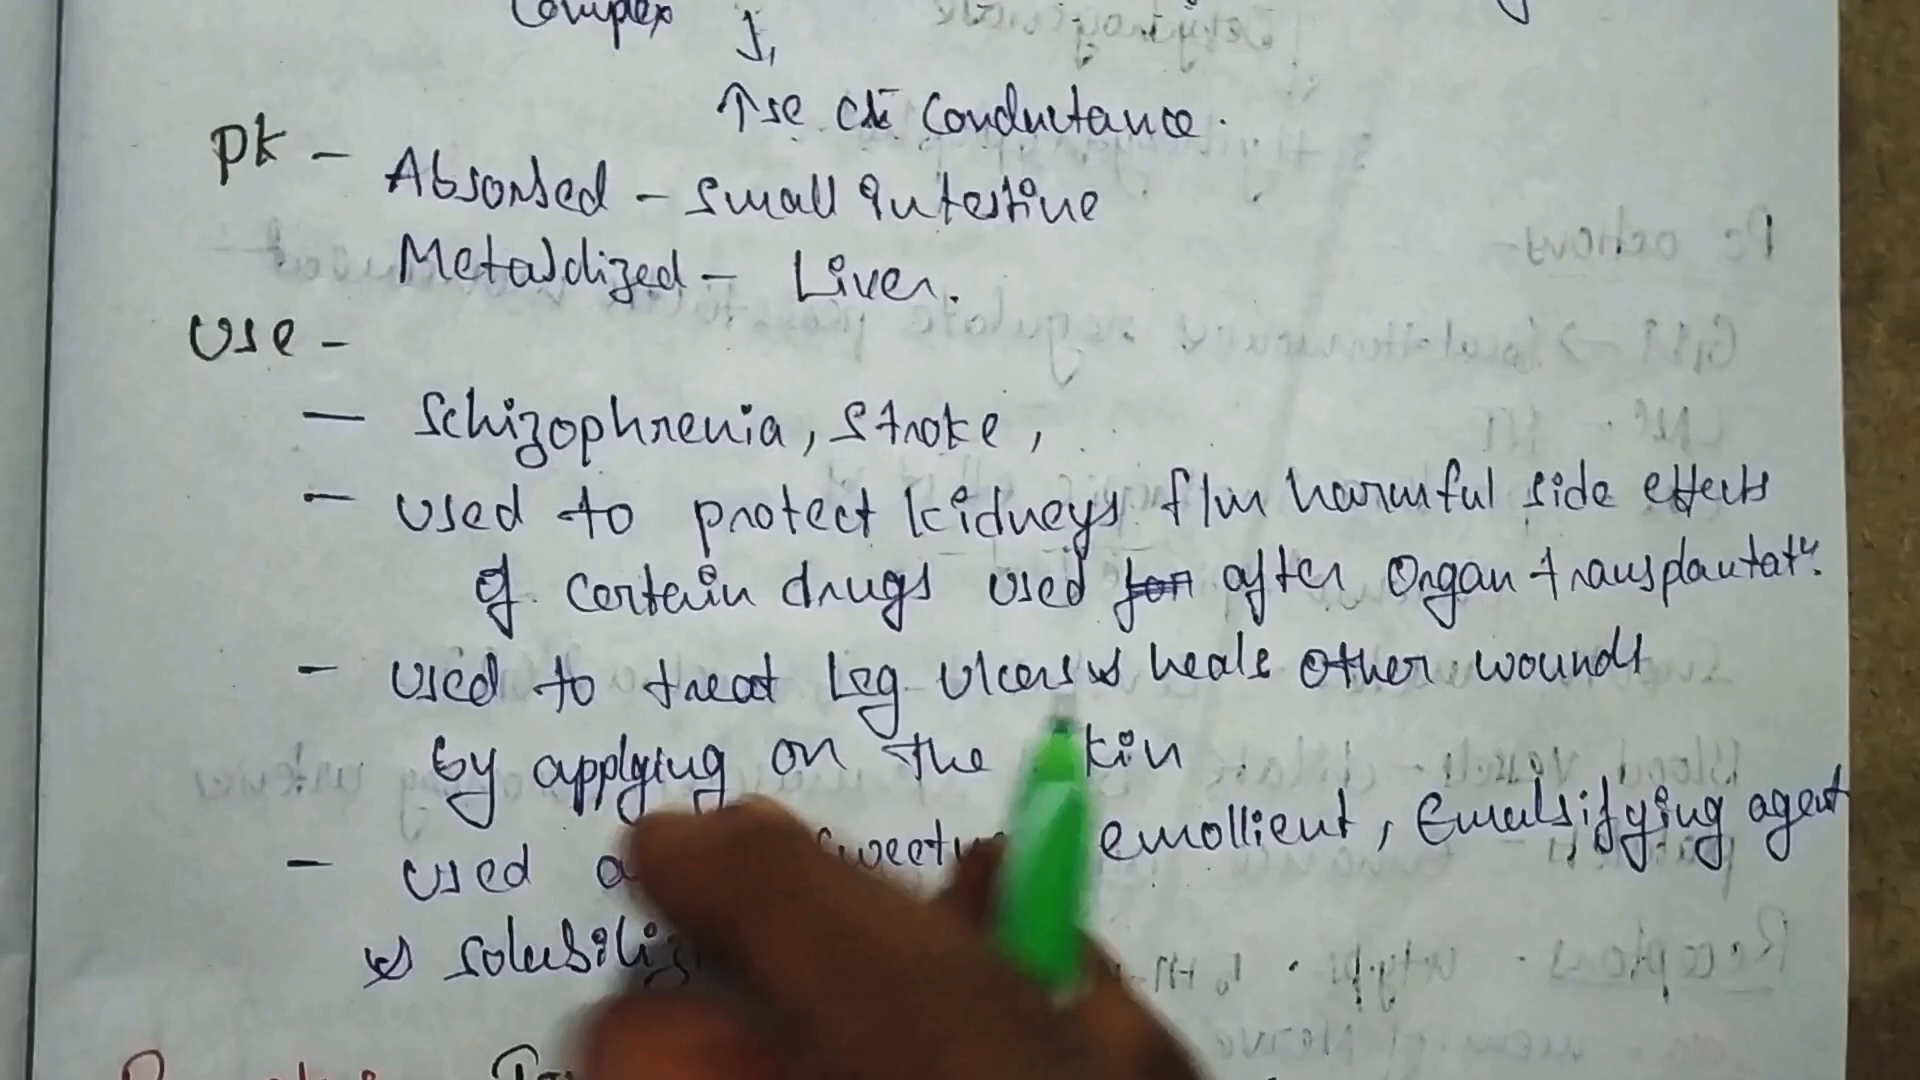 Complex ↓,
↑se Cl⁻ Conductance.
PK - Absorbed - Small Intestine
Metabolized - Liver.
Use -
- Schizophrenia, Stroke,
- used to protect kidneys f/m harmful side effects
of certain drugs used for after Organ transplantatⁿ.
- used to treat Leg ulcers & heals other wounds
by applying on the skin
- used emollient, Emulsifying agent
&